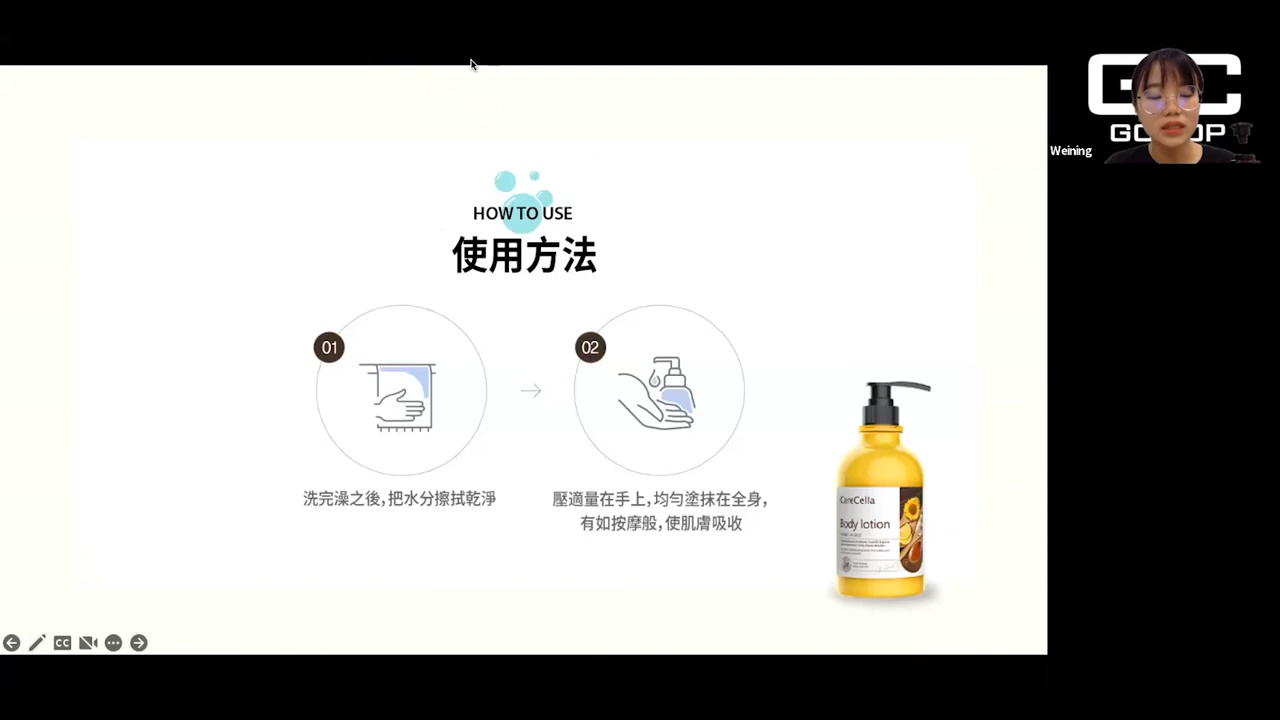 HOW TO USE
使用方法
01
02
洗完澡之後,把水分擦拭乾淨
壓適量在手上,均勻塗抹在全身,
有如按摩般,使肌膚吸收
CareCella
Body lotion
CC
GC
Weining